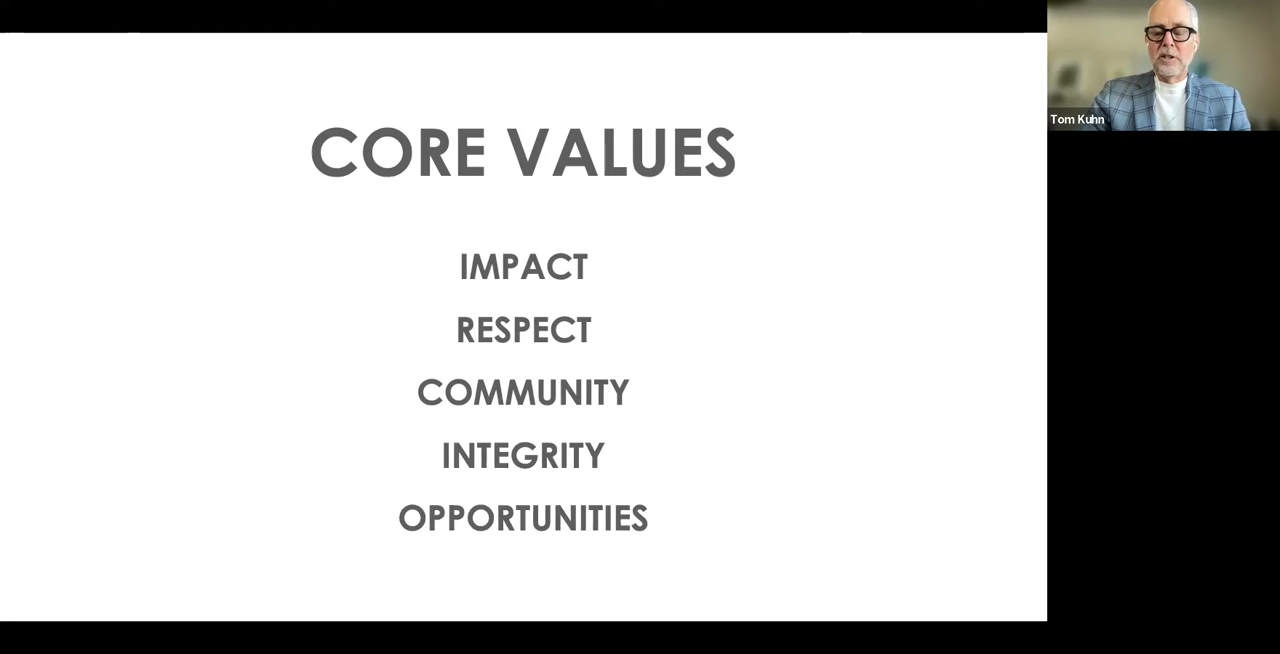 CORE VALUES
IMPACT
RESPECT
COMMUNITY
INTEGRITY
OPPORTUNITIES
Tom Kuhn